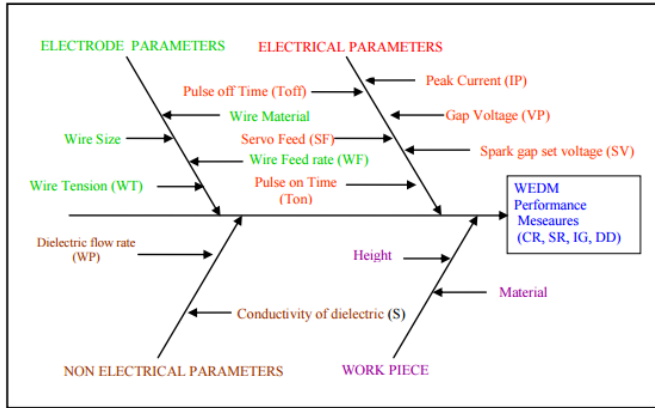 ELECTRODE PARAMETERS
ELECTRICAL PARAMETERS
Peak Current (IP)
Pulse off Time (Toff)
Wire Material
Gap Voltage (VP)
Wire Size
Servo Feed (SF)
Wire Feed rate (WF)
Spark gap set voltage (SV)
Wire Tension (WT)
Pulse on Time
(Ton)
WEDM
Performance
Meseaures
(CR, SR, IG, DD)
Dielectric flow rate
(WP)
Height
Material
Conductivity of dielectric (S)
NON ELECTRICAL PARAMETERS
WORK PIECE